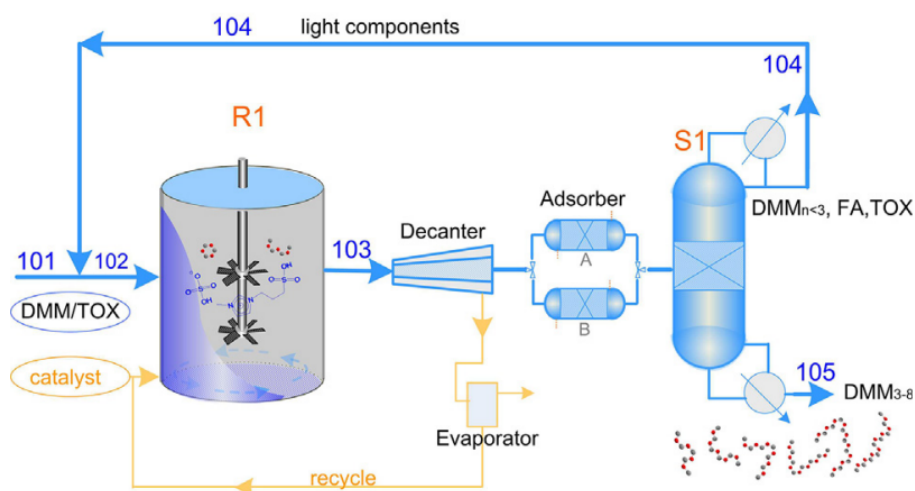 104 light components
104
R1
S1
Adsorber
DMMn<3, FA,TOX
Decanter
101 102
103
A
DMM/TOX
B
catalyst
105
DMM3-8
Evaporator
recycle